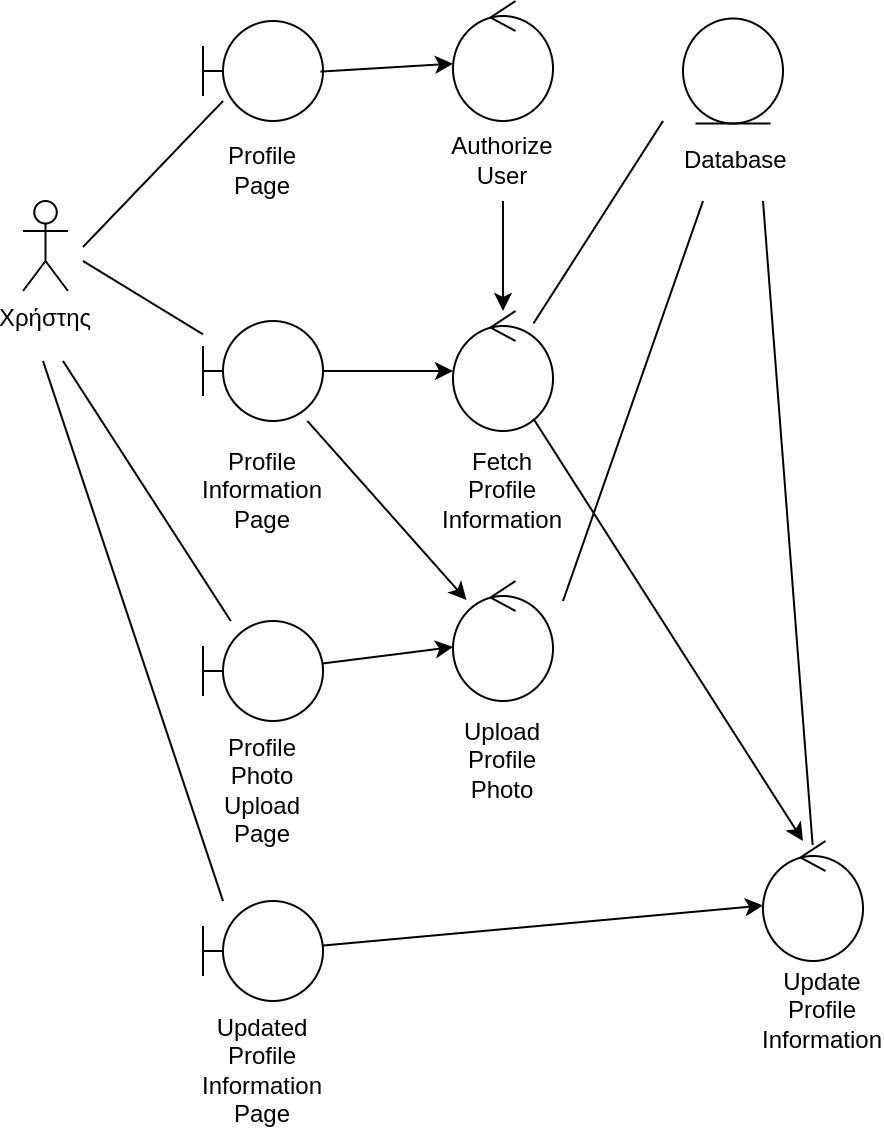 Profile
Page
Authorize
User
Database
Χρήστης
Profile
Information
Page
Fetch
Profile
Information
Profile
Photo
Upload
Page
Upload
Profile
Photo
Updated
Profile
Information
Page
Update
Profile
Information